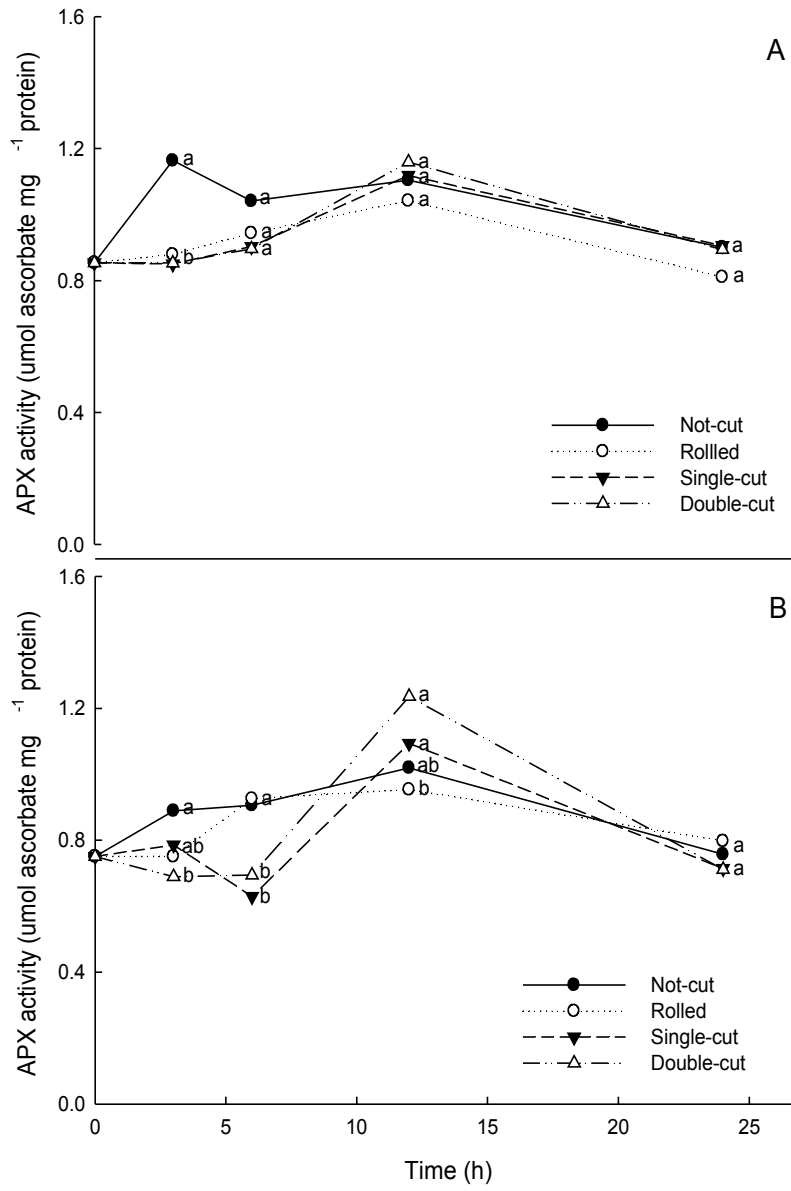 1.6
A
APX activity (umol ascorbate mg ⁻¹ protein)
a
1.2
a
a
a
a
a
a
b
a
a
0.8
a
0.4
Not-cut
Rollled
Single-cut
Double-cut
0.0
1.6
B
APX activity (umol ascorbate mg ⁻¹ protein)
1.2
a
a
ab
a
a
b
0.8
ab
a
b
b
a
b
0.4
Not-cut
Rolled
Single-cut
Double-cut
0.0
0 5 10 15 20 25
Time (h)